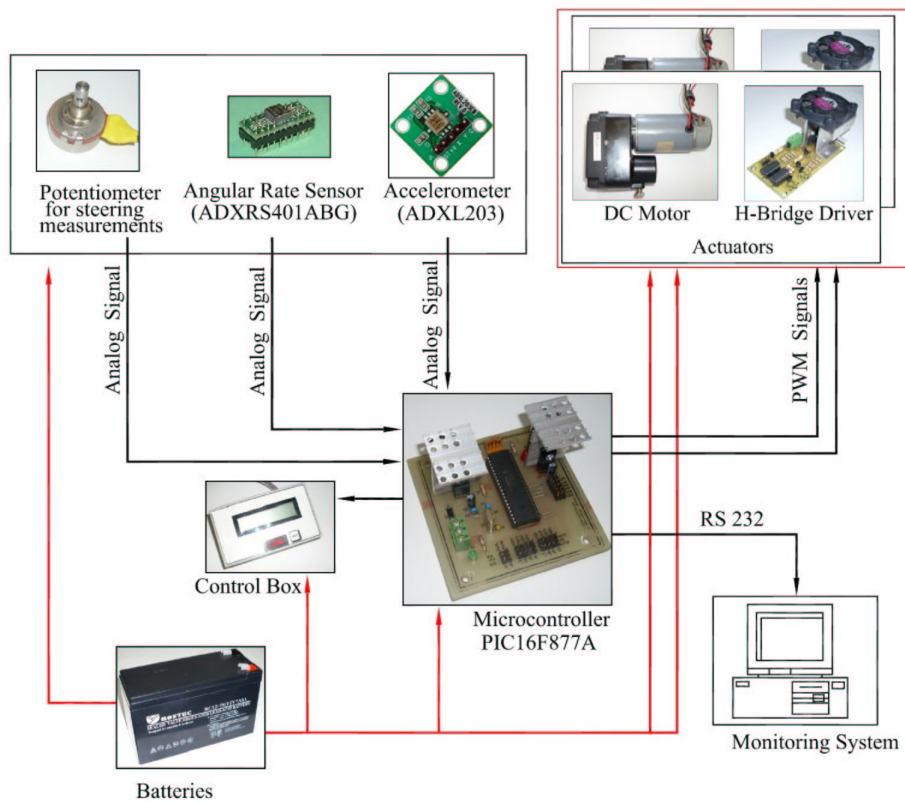 Potentiometer
for steering
measurements
Angular Rate Sensor
(ADXRS401ABG)
Accelerometer
(ADXL203)
DC Motor
H-Bridge Driver
Actuators
Analog Signal
Analog Signal
Analog Signal
PWM Signals
RS 232
Control Box
Microcontroller
PIC16F877A
Monitoring System
Batteries